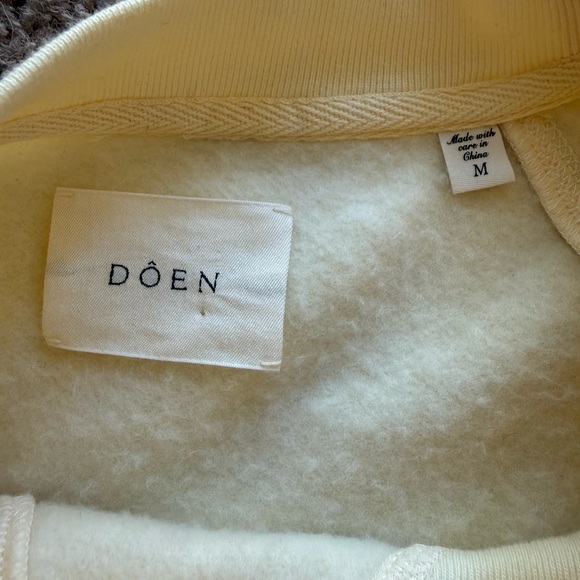 DÔEN
Made with
care in
China
M